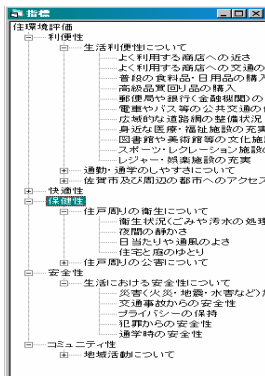 指標
住環境評価
利便性
生活利便性について
よく利用する商店への近さ
よく利用する商店への交通の
普段の食料品・日用品の購入
高級品買回り品の購入
郵便局や銀行(金融機関)の
電車やバス等の公共交通の
広域的な道路網の整備状況
身近な医療・福祉施設の充実
図書館や美術館等の文化施
スポーツ・レクレーション施設の
レジャー・娯楽施設の充実
通勤・通学のしやすさについて
佐賀市及び周辺の都市へのアクセス
快適性
保健性
住戸周りの衛生について
衛生状況(ごみや汚水の処理
夜間の静かさ
日当たりや通風のよさ
住宅と庭のゆとり
住戸周りの公害について
安全性
生活における安全性について
災害(火災・地震・水害など)た
交通事故からの安全性
プライバシーの保持
犯罪からの安全性
通学時の安全性
コミュニティ性
地域活動について